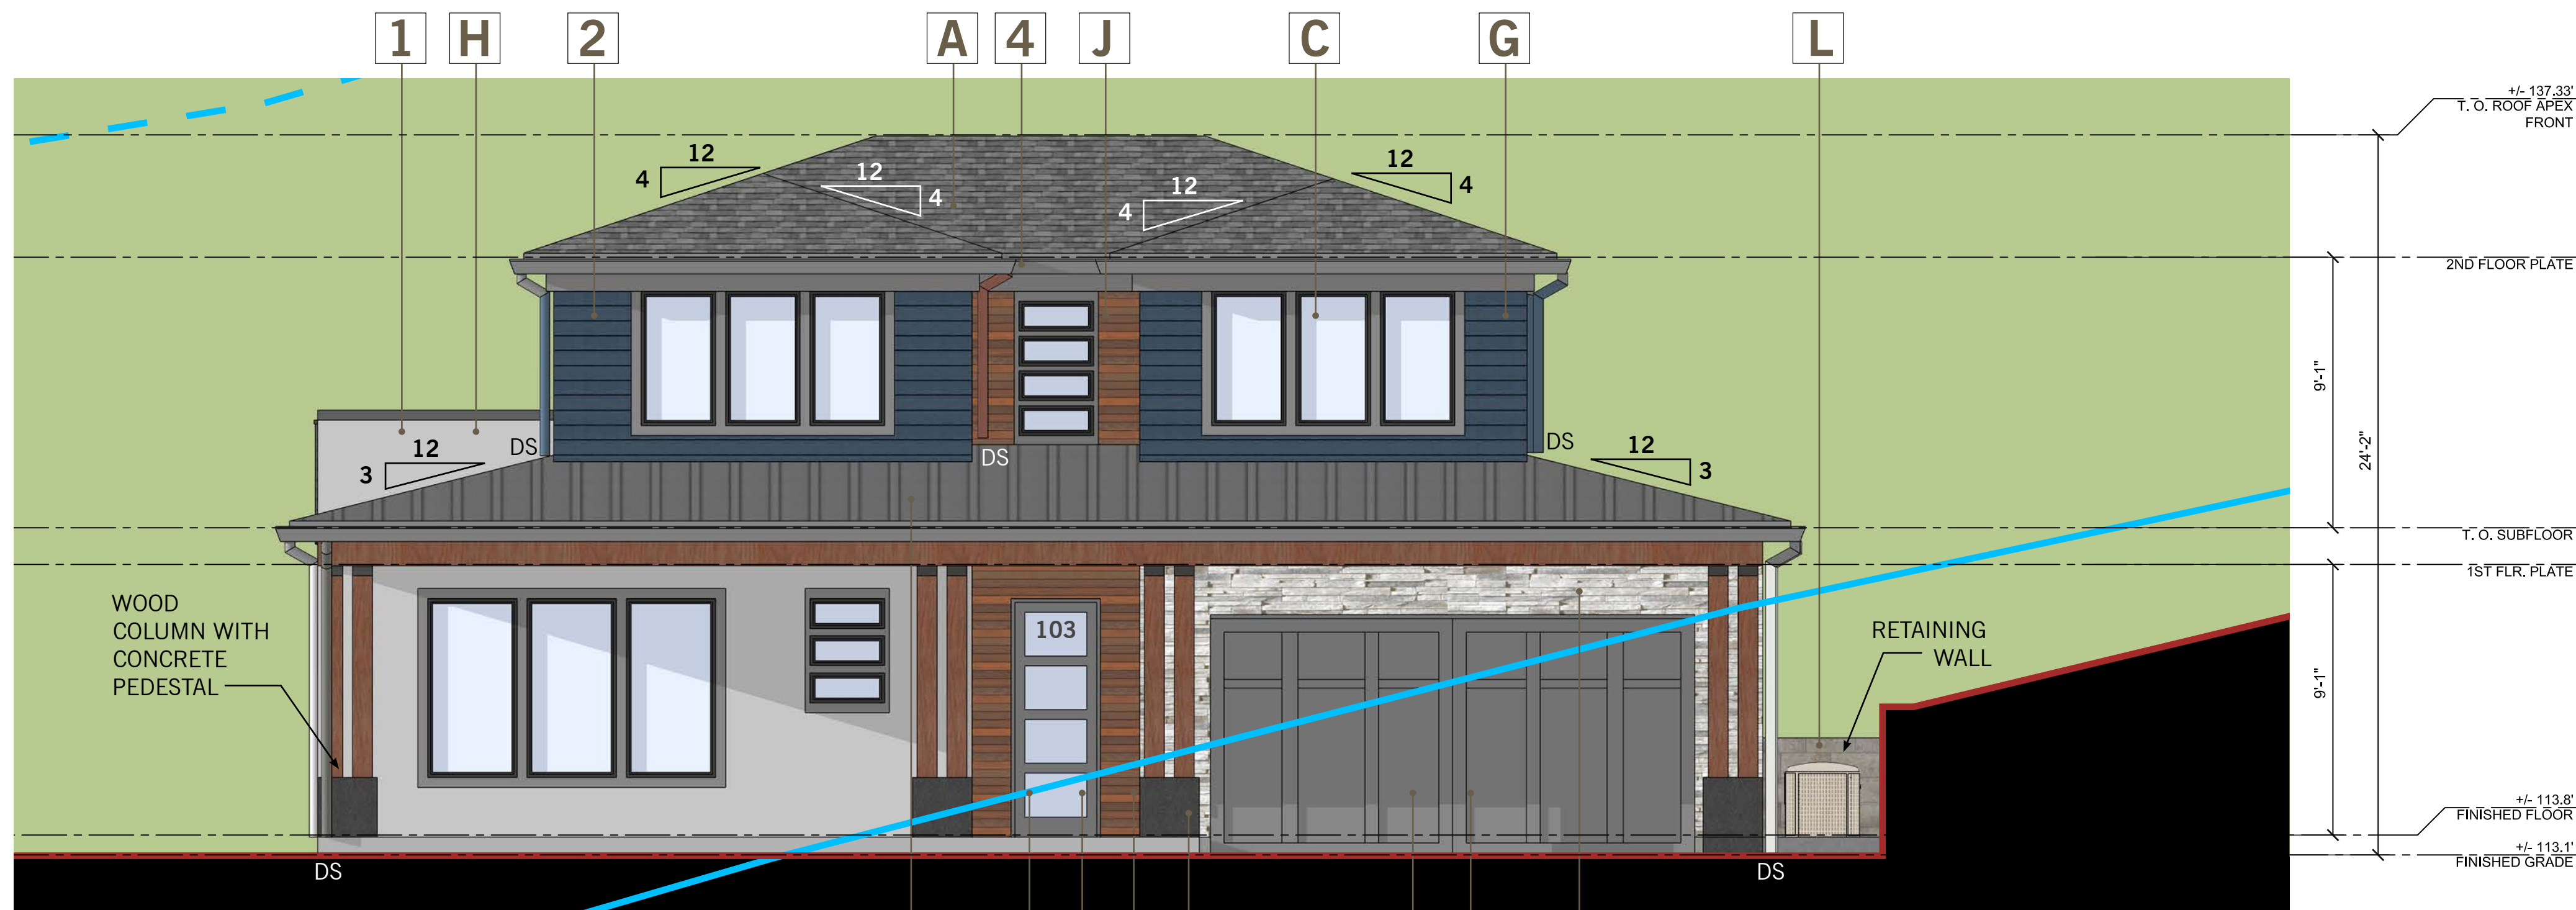 1 H 2 A 4 J C G L
+/- 137.33'
T. O. ROOF APEX
FRONT
12
4
12
4
12
4
12
4
2ND FLOOR PLATE
9'-1"
24'-2"
DS
DS
DS
12
3
12
3
T. O. SUBFLOOR
1ST FLR. PLATE
WOOD
COLUMN WITH
CONCRETE
PEDESTAL
103
RETAINING
WALL
9'-1"
+/- 113.8'
FINISHED FLOOR
+/- 113.1'
FINISHED GRADE
DS
DS